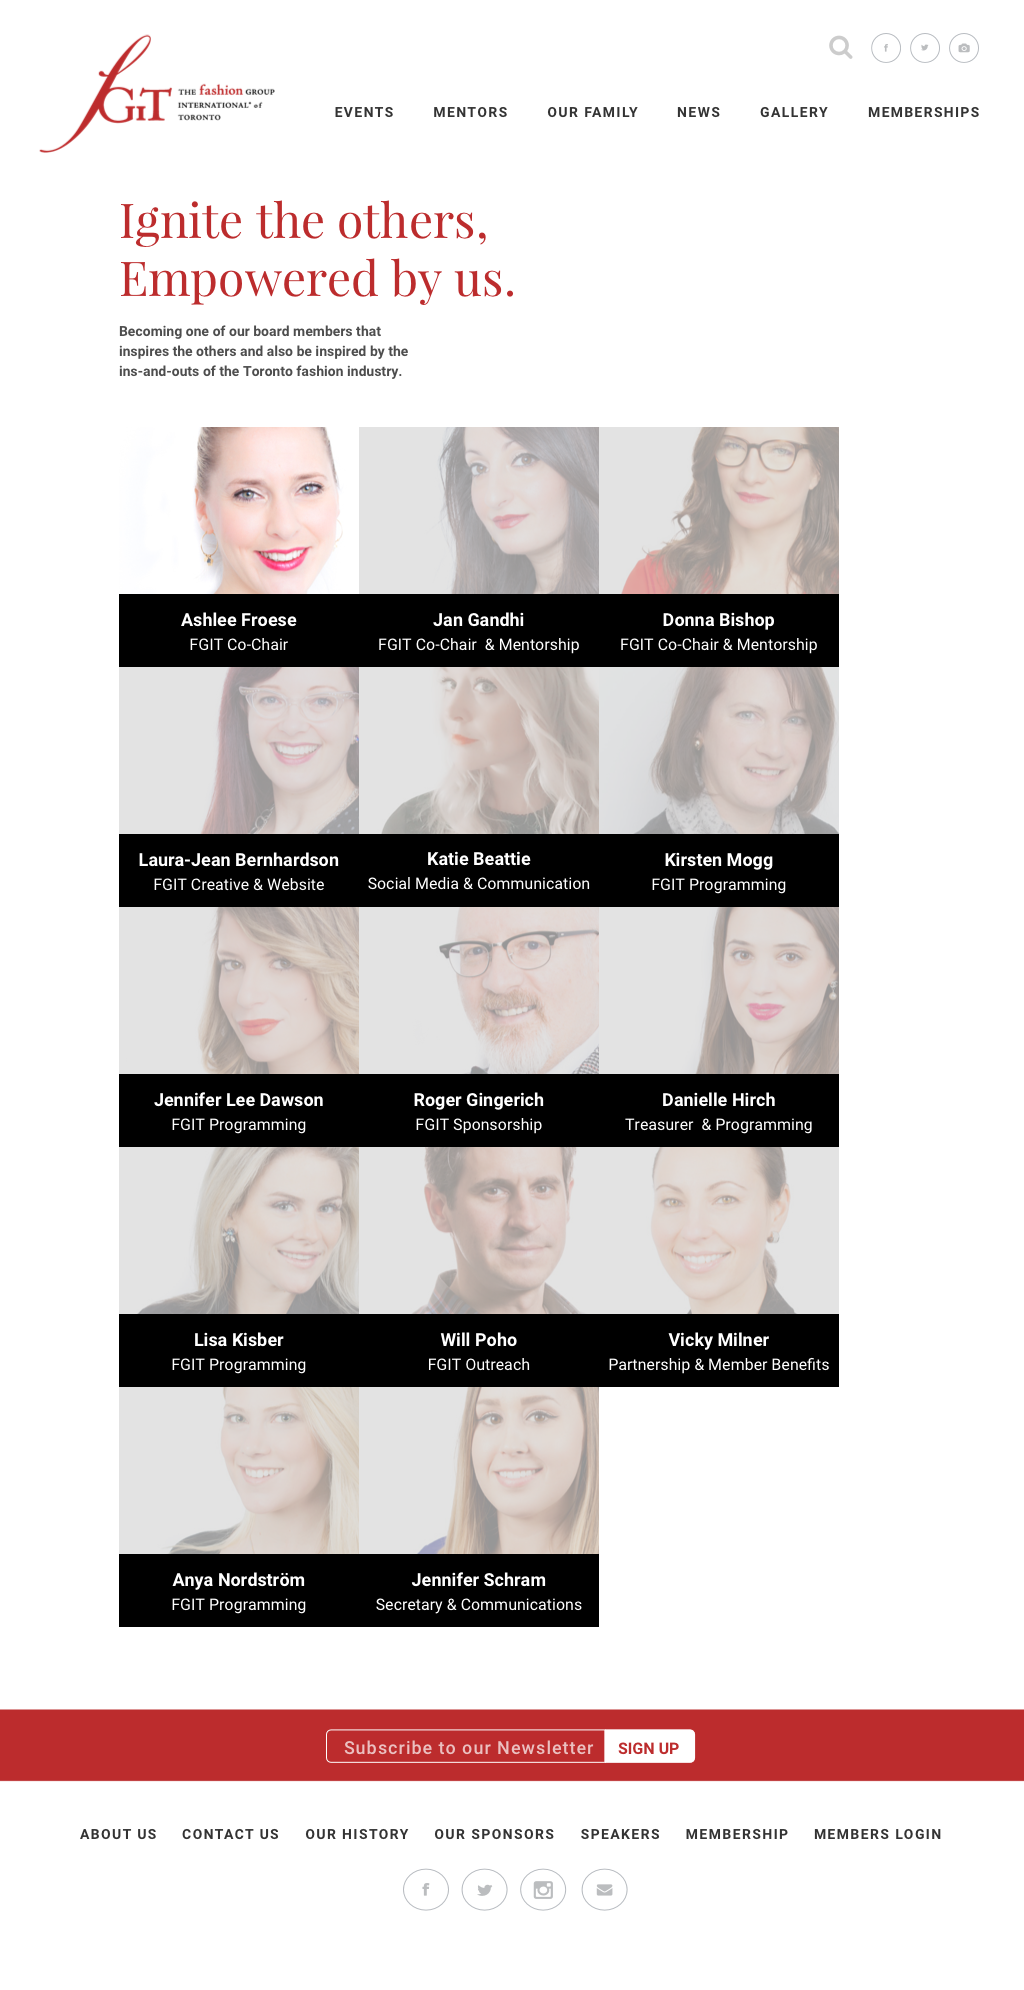 fGIT THE fashion GROUP
INTERNATIONAL® of
TORONTO
EVENTS MENTORS OUR FAMILY NEWS GALLERY MEMBERSHIPS
Ignite the others,
Empowered by us.
Becoming one of our board members that
inspires the others and also be inspired by the
ins-and-outs of the Toronto fashion industry.
Ashlee Froese
FGIT Co-Chair
Jan Gandhi
FGIT Co-Chair & Mentorship
Donna Bishop
FGIT Co-Chair & Mentorship
Laura-Jean Bernhardson
FGIT Creative & Website
Katie Beattie
Social Media & Communication
Kirsten Mogg
FGIT Programming
Jennifer Lee Dawson
FGIT Programming
Roger Gingerich
FGIT Sponsorship
Danielle Hirch
Treasurer & Programming
Lisa Kisber
FGIT Programming
Will Poho
FGIT Outreach
Vicky Milner
Partnership & Member Benefits
Anya Nordström
FGIT Programming
Jennifer Schram
Secretary & Communications
Subscribe to our Newsletter SIGN UP
ABOUT US CONTACT US OUR HISTORY OUR SPONSORS SPEAKERS MEMBERSHIP MEMBERS LOGIN